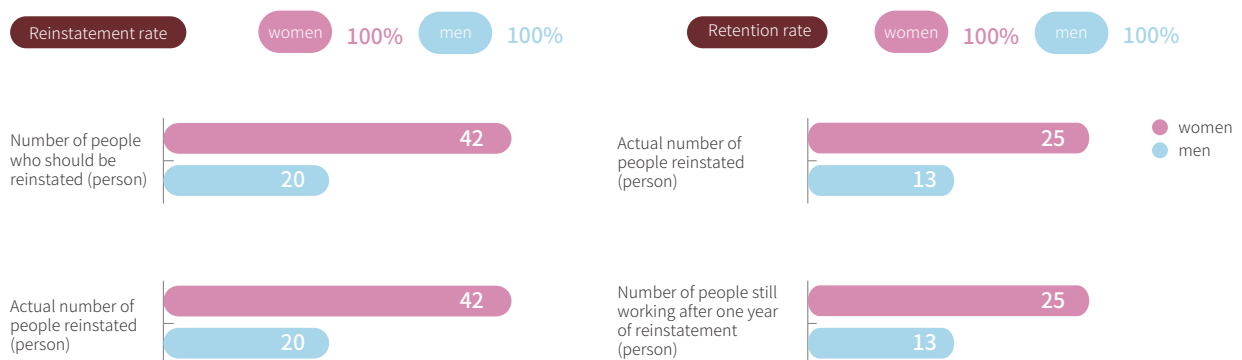 Reinstatement rate
women 100% men 100%
Number of people
who should be
reinstated (person)
42
20
Actual number of
people reinstated
(person)
42
20
Retention rate
women 100% men 100%
Actual number of
people reinstated
(person)
25
13
women
men
Number of people still
working after one year
of reinstatement
(person)
25
13